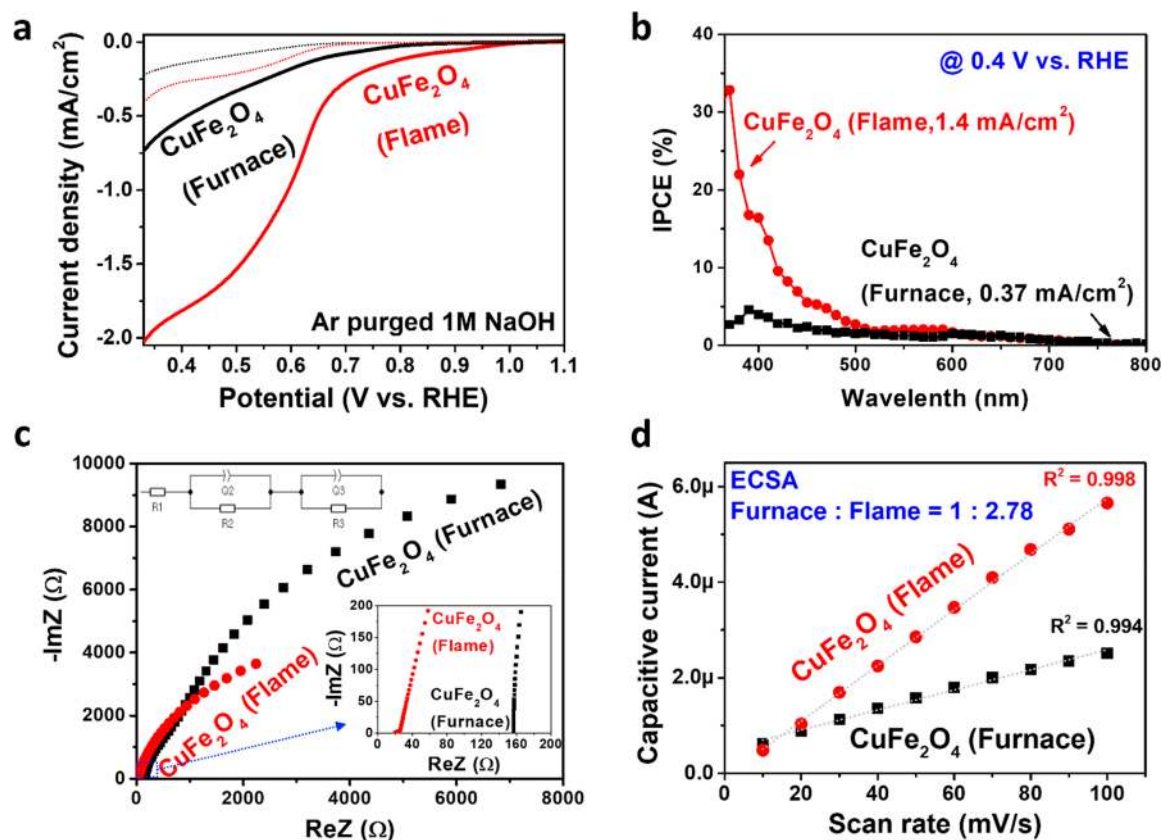 a
0.0
-0.5
-1.0
-1.5
-2.0
Current density (mA/cm²)
CuFe₂O₄
(Furnace)
CuFe₂O₄
(Flame)
Ar purged 1M NaOH
0.4 0.5 0.6 0.7 0.8 0.9 1.0 1.1
Potential (V vs. RHE)
b
40
30
20
10
0
IPCE (%)
@ 0.4 V vs. RHE
CuFe₂O₄ (Flame,1.4 mA/cm²)
CuFe₂O₄
(Furnace, 0.37 mA/cm²)
400 500 600 700 800
Wavelenth (nm)
c
10000
8000
6000
4000
2000
0
-ImZ (Ω)
R1 Q2 R2 Q3 R3
CuFe₂O₄ (Furnace)
CuFe₂O₄ (Flame)
200
150
100
50
0
-ImZ (Ω)
CuFe₂O₄
(Flame)
CuFe₂O₄
(Furnace)
0 40 80 120 160 200
ReZ (Ω)
0 2000 4000 6000 8000
ReZ (Ω)
d
6.0μ
4.0μ
2.0μ
0.0
Capacitive current (A)
ECSA
Furnace : Flame = 1 : 2.78
R² = 0.998
CuFe₂O₄ (Flame)
R² = 0.994
CuFe₂O₄ (Furnace)
20 40 60 80 100
Scan rate (mV/s)